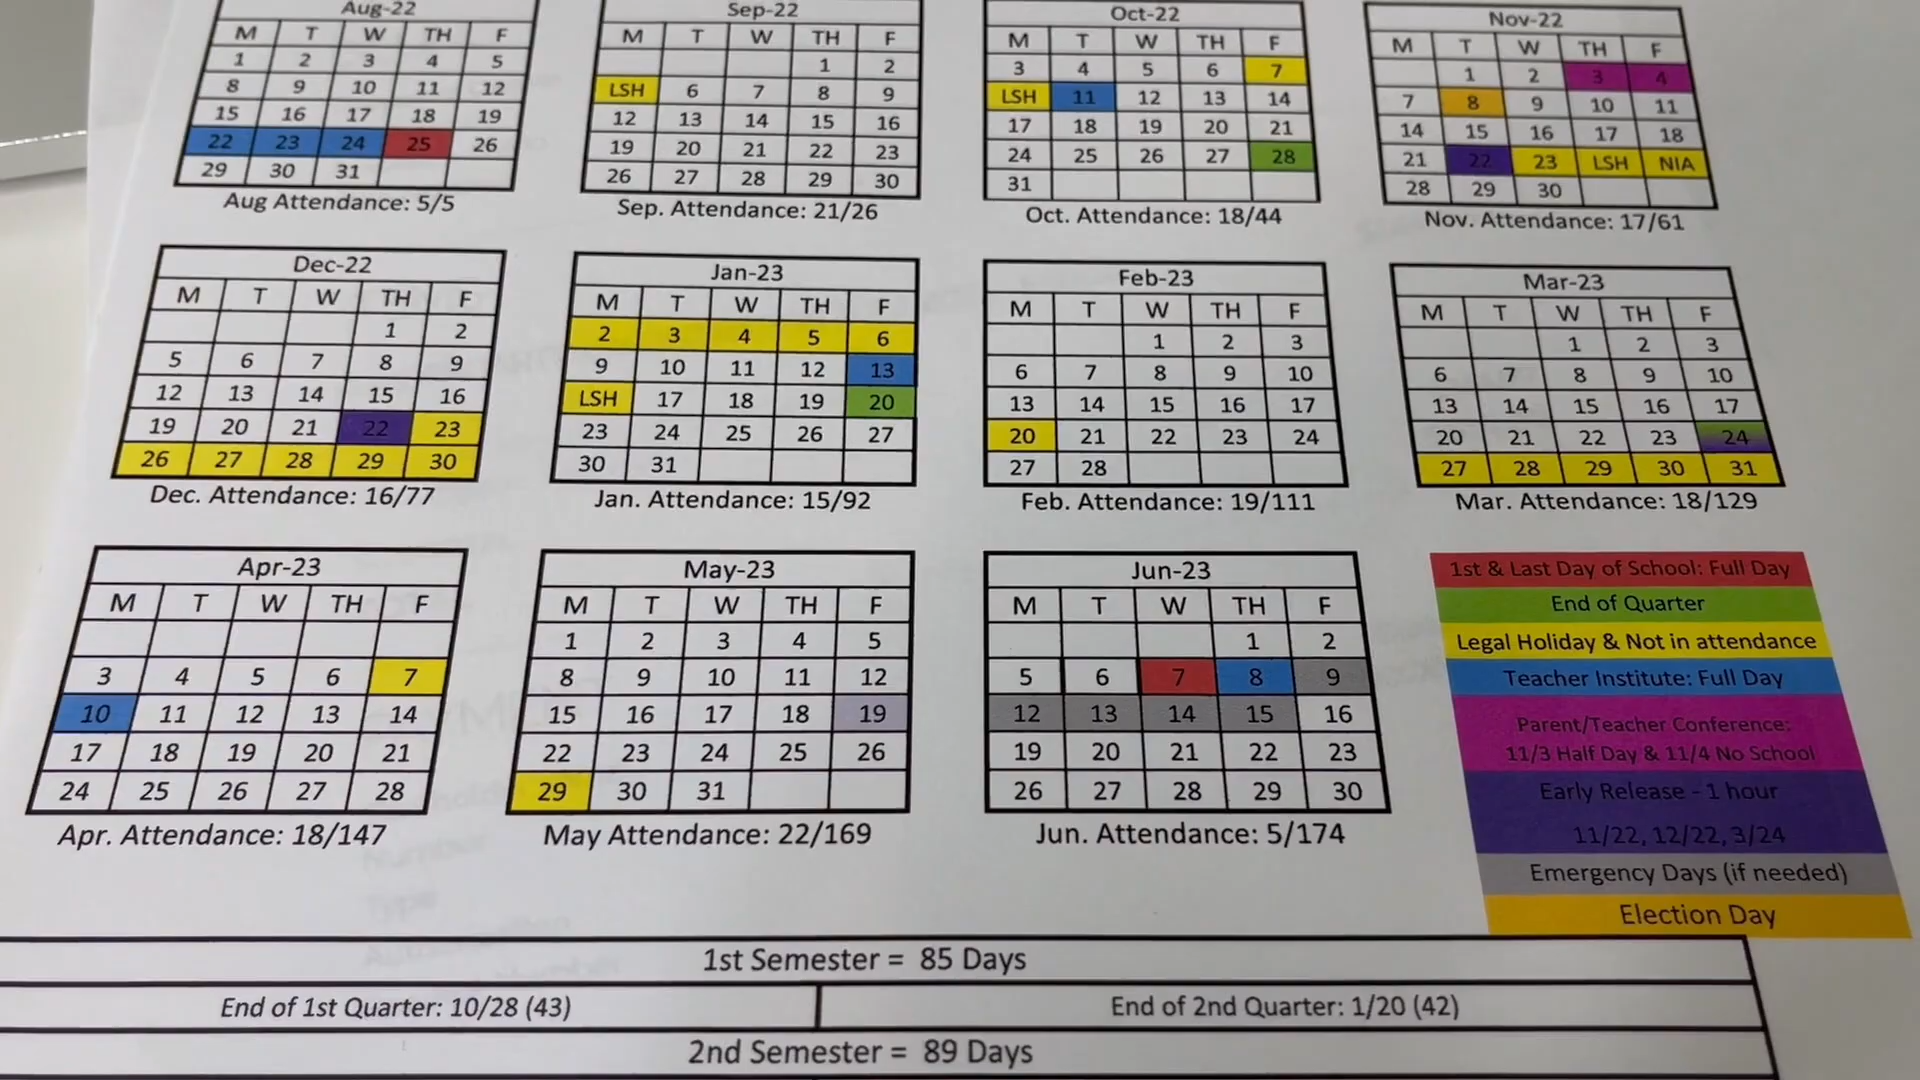 Aug-22
M T W TH F
1 2 3 4 5
8 9 10 11 12
15 16 17 18 19
22 23 24 25 26
29 30 31
Aug Attendance: 5/5
Sep-22
M T W TH F
1 2
LSH 6 7 8 9
12 13 14 15 16
19 20 21 22 23
26 27 28 29 30
Sep. Attendance: 21/26
Oct-22
M T W TH F
3 4 5 6 7
LSH 11 12 13 14
17 18 19 20 21
24 25 26 27 28
31
Oct. Attendance: 18/44
Nov-22
M T W TH F
1 2 3 4
7 8 9 10 11
14 15 16 17 18
21 22 23 LSH NIA
28 29 30
Nov. Attendance: 17/61
Dec-22
M T W TH F
1 2
5 6 7 8 9
12 13 14 15 16
19 20 21 22 23
26 27 28 29 30
Dec. Attendance: 16/77
Jan-23
M T W TH F
2 3 4 5 6
9 10 11 12 13
LSH 17 18 19 20
23 24 25 26 27
30 31
Jan. Attendance: 15/92
Feb-23
M T W TH F
1 2 3
6 7 8 9 10
13 14 15 16 17
20 21 22 23 24
27 28
Feb. Attendance: 19/111
Mar-23
M T W TH F
1 2 3
6 7 8 9 10
13 14 15 16 17
20 21 22 23 24
27 28 29 30 31
Mar. Attendance: 18/129
Apr-23
M T W TH F
3 4 5 6 7
10 11 12 13 14
17 18 19 20 21
24 25 26 27 28
Apr. Attendance: 18/147
May-23
M T W TH F
1 2 3 4 5
8 9 10 11 12
15 16 17 18 19
22 23 24 25 26
29 30 31
May Attendance: 22/169
Jun-23
M T W TH F
1 2
5 6 7 8 9
12 13 14 15 16
19 20 21 22 23
26 27 28 29 30
Jun. Attendance: 5/174
1st & Last Day of School: Full Day
End of Quarter
Legal Holiday & Not in attendance
Teacher Institute: Full Day
Parent/Teacher Conference:
11/3 Half Day & 11/4 No School
Early Release - 1 hour
11/22, 12/22, 3/24
Emergency Days (if needed)
Election Day
1st Semester = 85 Days
End of 1st Quarter: 10/28 (43)
End of 2nd Quarter: 1/20 (42)
2nd Semester = 89 Days